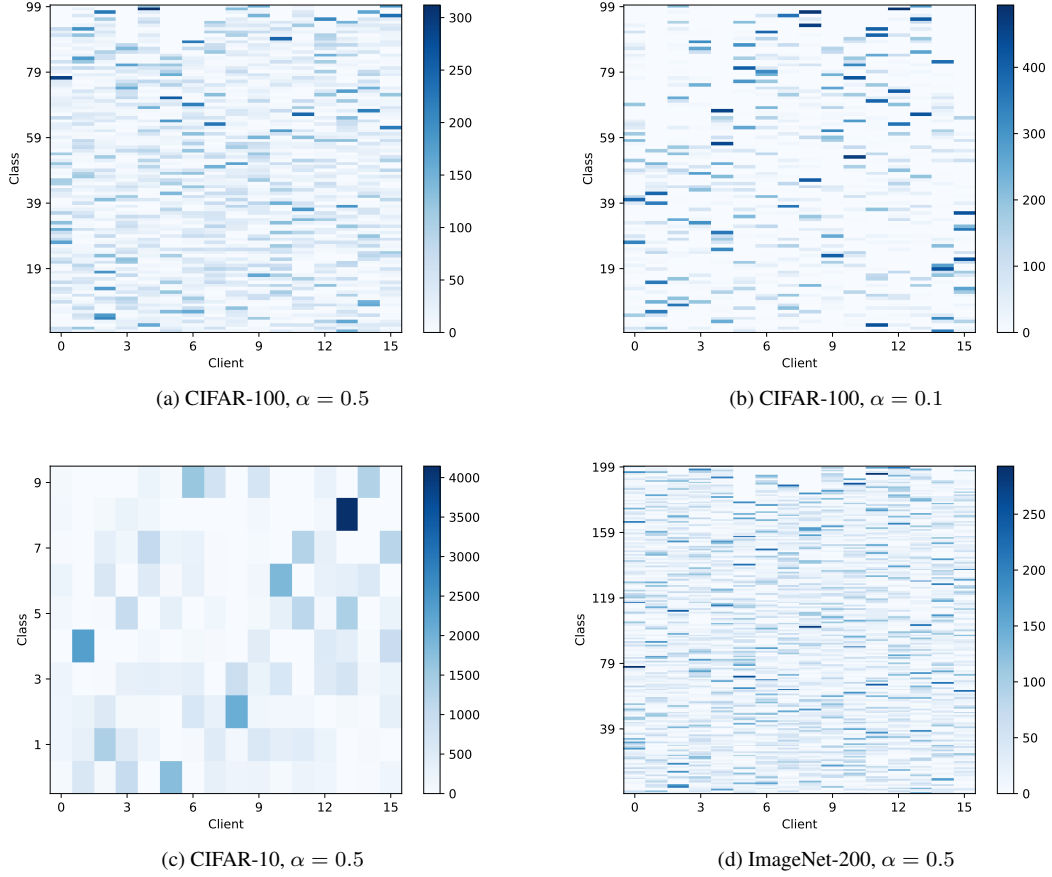 99
79
59
39
19
Class
0 3 6 9 12 15
Client
300
250
200
150
100
50
0
(a) CIFAR-100, α = 0.5
99
79
59
39
19
Class
0 3 6 9 12 15
Client
400
300
200
100
0
(b) CIFAR-100, α = 0.1
9
7
5
3
1
Class
0 3 6 9 12 15
Client
4000
3500
3000
2500
2000
1500
1000
500
0
(c) CIFAR-10, α = 0.5
199
159
119
79
39
Class
0 3 6 9 12 15
Client
250
200
150
100
50
0
(d) ImageNet-200, α = 0.5